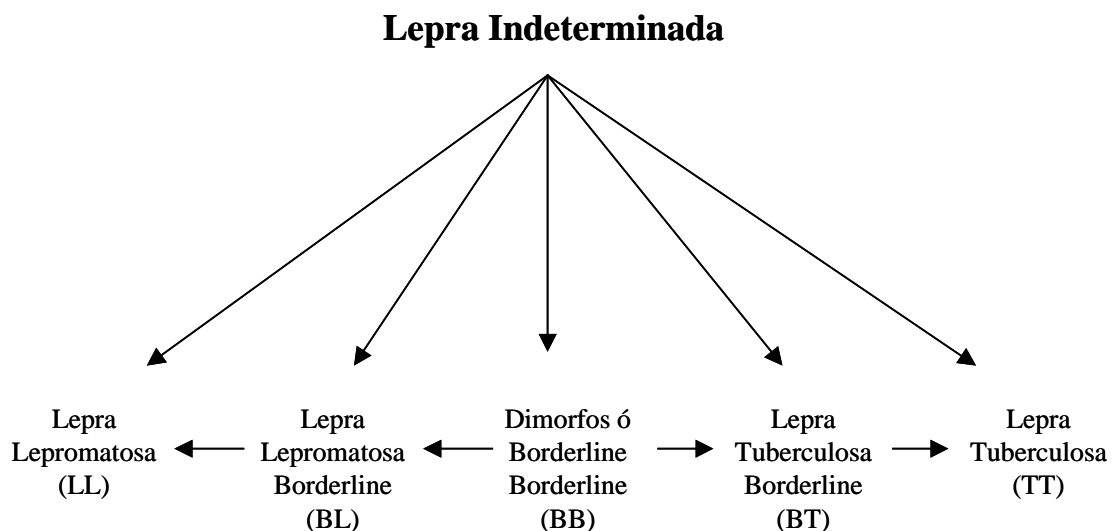 Lepra Indeterminada
Lepra
Lepromatosa
(LL)
Lepra
Lepromatosa
Borderline
(BL)
Dimorfos ó
Borderline
Borderline
(BB)
Lepra
Tuberculosa
Borderline
(BT)
Lepra
Tuberculosa
(TT)